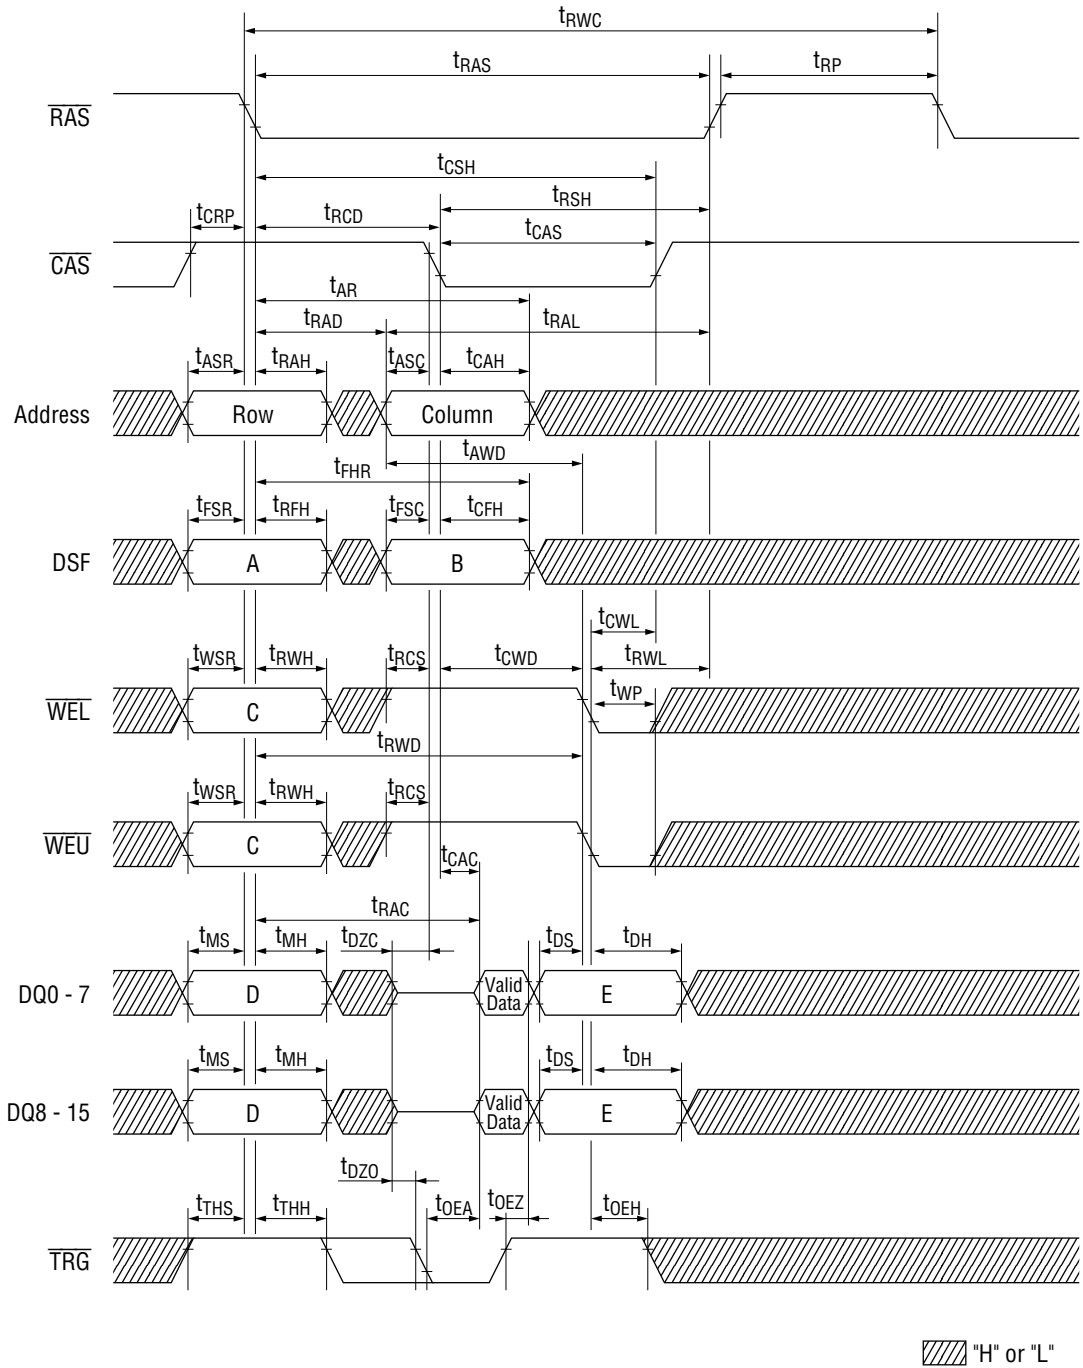 tRWC
tRAS
tRP
RAS
tCSH
tRSH
tCRP
tRCD
tCAS
CAS
tAR
tRAD
tRAL
tASR
tRAH
tASC
tCAH
Address
Row
Column
tAWD
tFHR
tFSR
tRFH
tFSC
tCFH
DSF
A
B
tCWL
tWSR
tRWH
tRCS
tCWD
tRWL
tWP
WEL
C
tRWD
tWSR
tRWH
tRCS
WEU
C
tCAC
tRAC
tMS
tMH
tDZC
tDS
tDH
DQ0 - 7
D
Valid
Data
E
tMS
tMH
tDS
tDH
DQ8 - 15
D
Valid
Data
E
tDZO
tTHS
tTHH
tOEA
tOEZ
tOEH
TRG
"H" or "L"